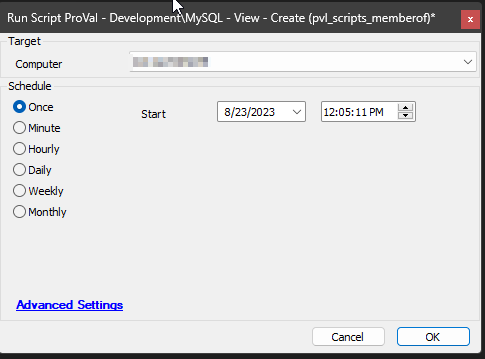 Run Script ProVal - Development\MySQL - View - Create (pvl_scripts_memberof)*
x
Target
Computer
Schedule
Once
Start 8/23/2023 12:05:11 PM
Minute
Hourly
Daily
Weekly
Monthly
Advanced Settings
Cancel OK